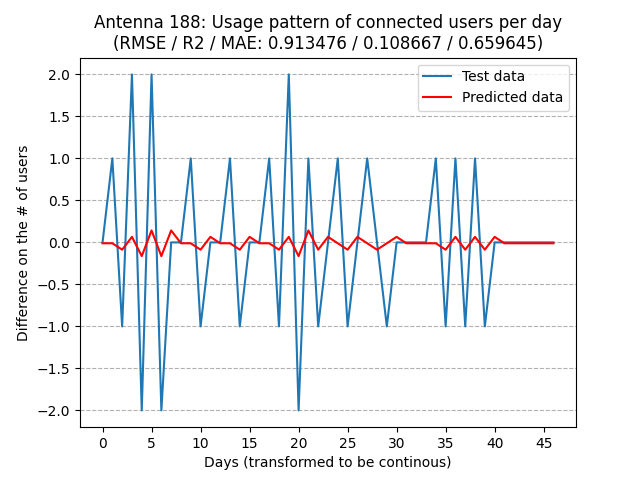 Antenna 188: Usage pattern of connected users per day
(RMSE / R2 / MAE: 0.913476 / 0.108667 / 0.659645)
Test data
Predicted data
Difference on the # of users
2.0
1.5
1.0
0.5
0.0
−0.5
−1.0
−1.5
−2.0
0 5 10 15 20 25 30 35 40 45
Days (transformed to be continous)